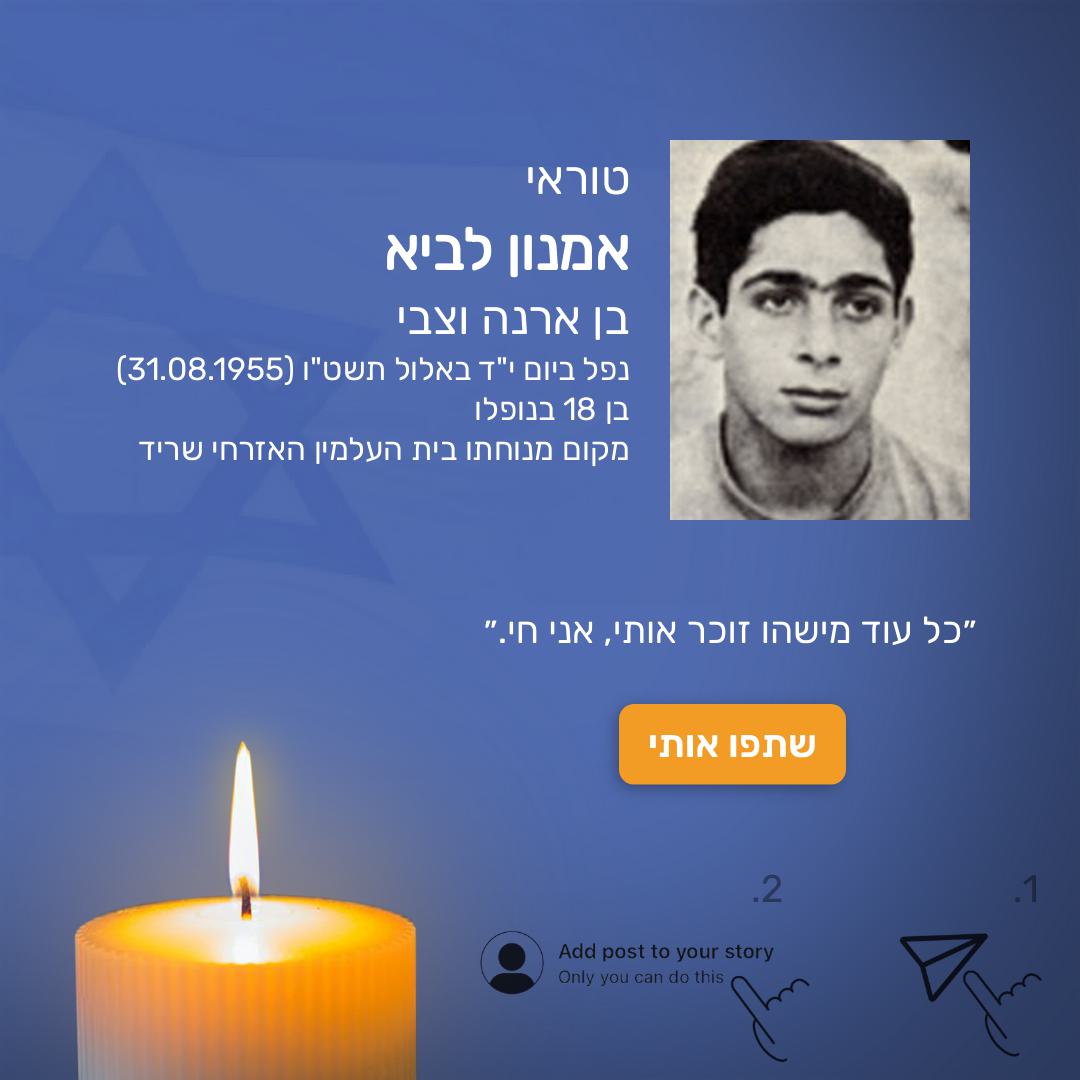 טוראי
אמנון לביא
בן ארנה וצבי
נפל ביום י"ד באלול תשט"ו (31.08.1955)
בן 18 בנופלו
מקום מנוחתו בית העלמין האזרחי שריד
״כל עוד מישהו זוכר אותי, אני חי.״
שתפו אותי
1.
2.
Add post to your story
Only you can do this